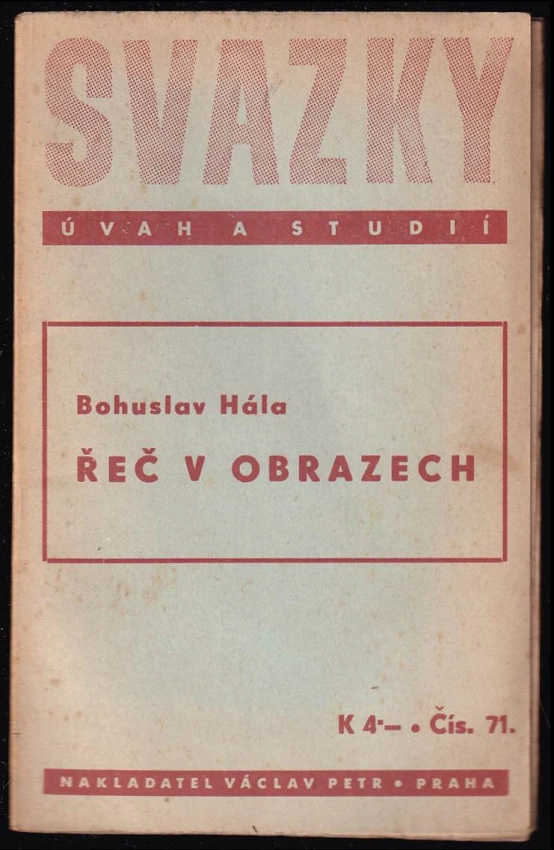 SVAZKY
ÚVAH A STUDIÍ
Bohuslav Hála
ŘEČ V OBRAZECH
K 4·— • Čís. 71.
NAKLADATEL VÁCLAV PETR • PRAHA